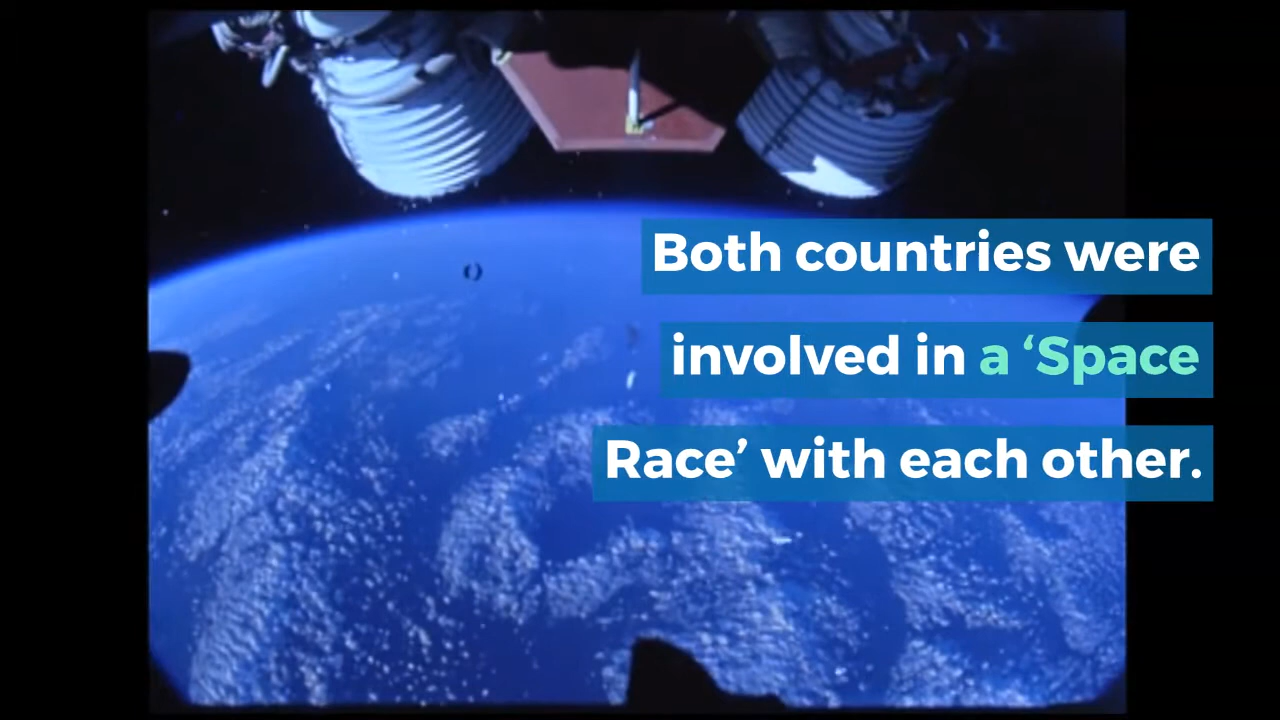 Both countries were
involved in a ‘Space
Race’ with each other.